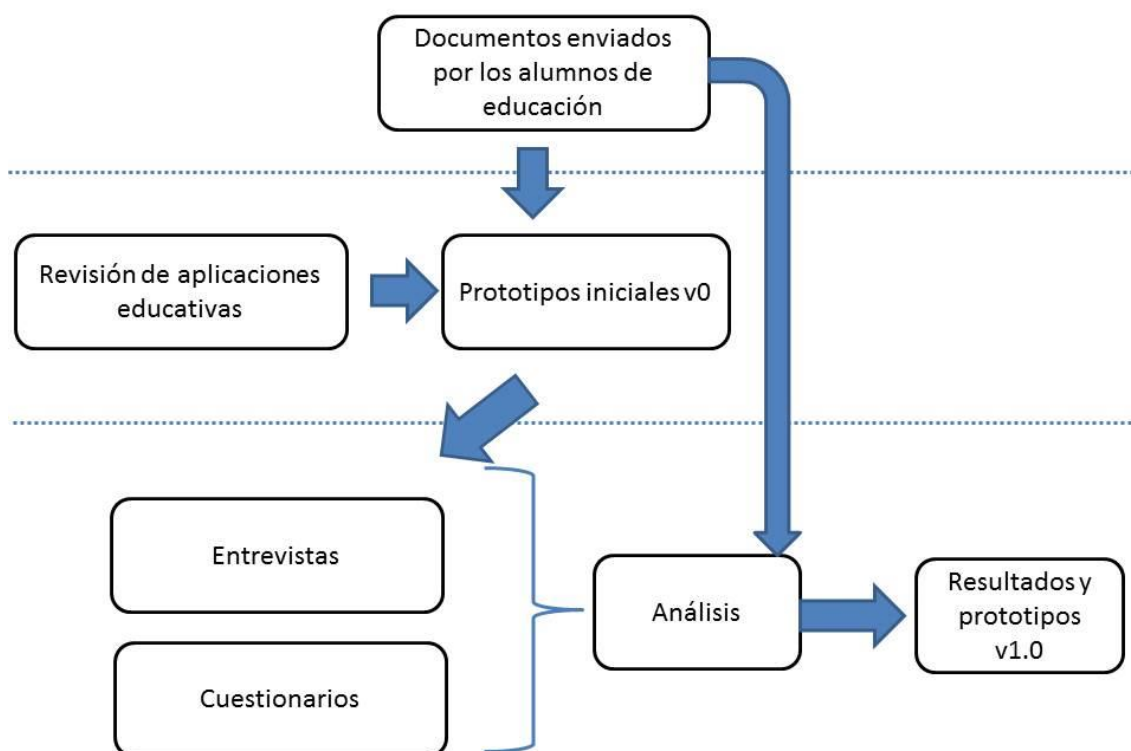 Documentos enviados
por los alumnos de
educación
Revisión de aplicaciones
educativas
Prototipos iniciales v0
Entrevistas
Cuestionarios
Análisis
Resultados y
prototipos
v1.0